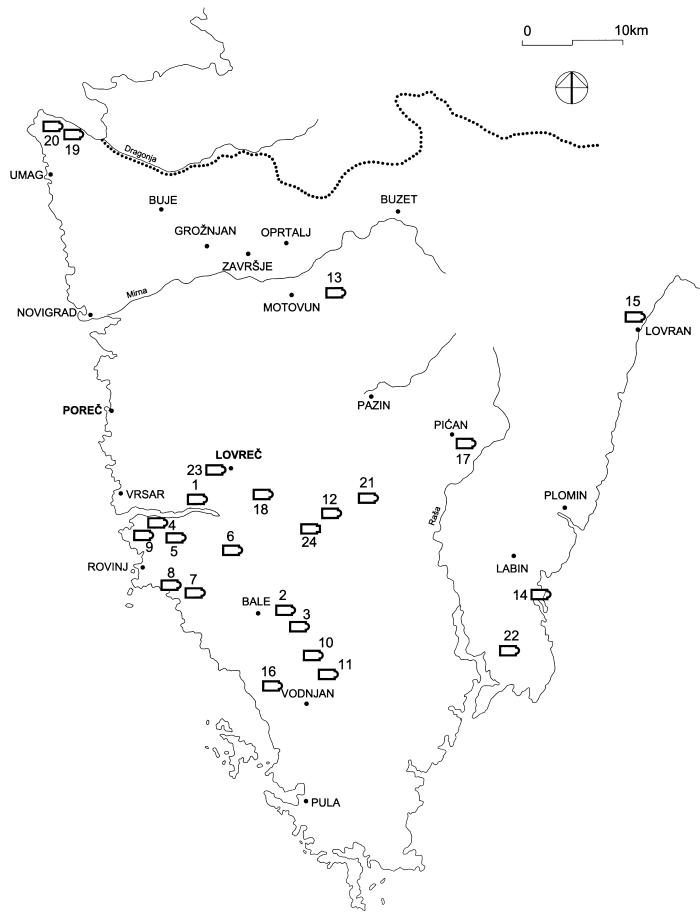 0 10km
Dragonja
20
19
UMAG
BUJE
BUZET
GROŽNJAN
OPRTALJ
ZAVRŠJE
13
Mirna
MOTOVUN
NOVIGRAD
15
LOVRAN
PAZIN
POREČ
PIĆAN
17
LOVREČ
23
1
18
21
VRSAR
PLOMIN
12
Raša
4
24
9
5
6
ROVINJ
LABIN
8
7
14
BALE
2
3
22
10
11
16
VODNJAN
PULA